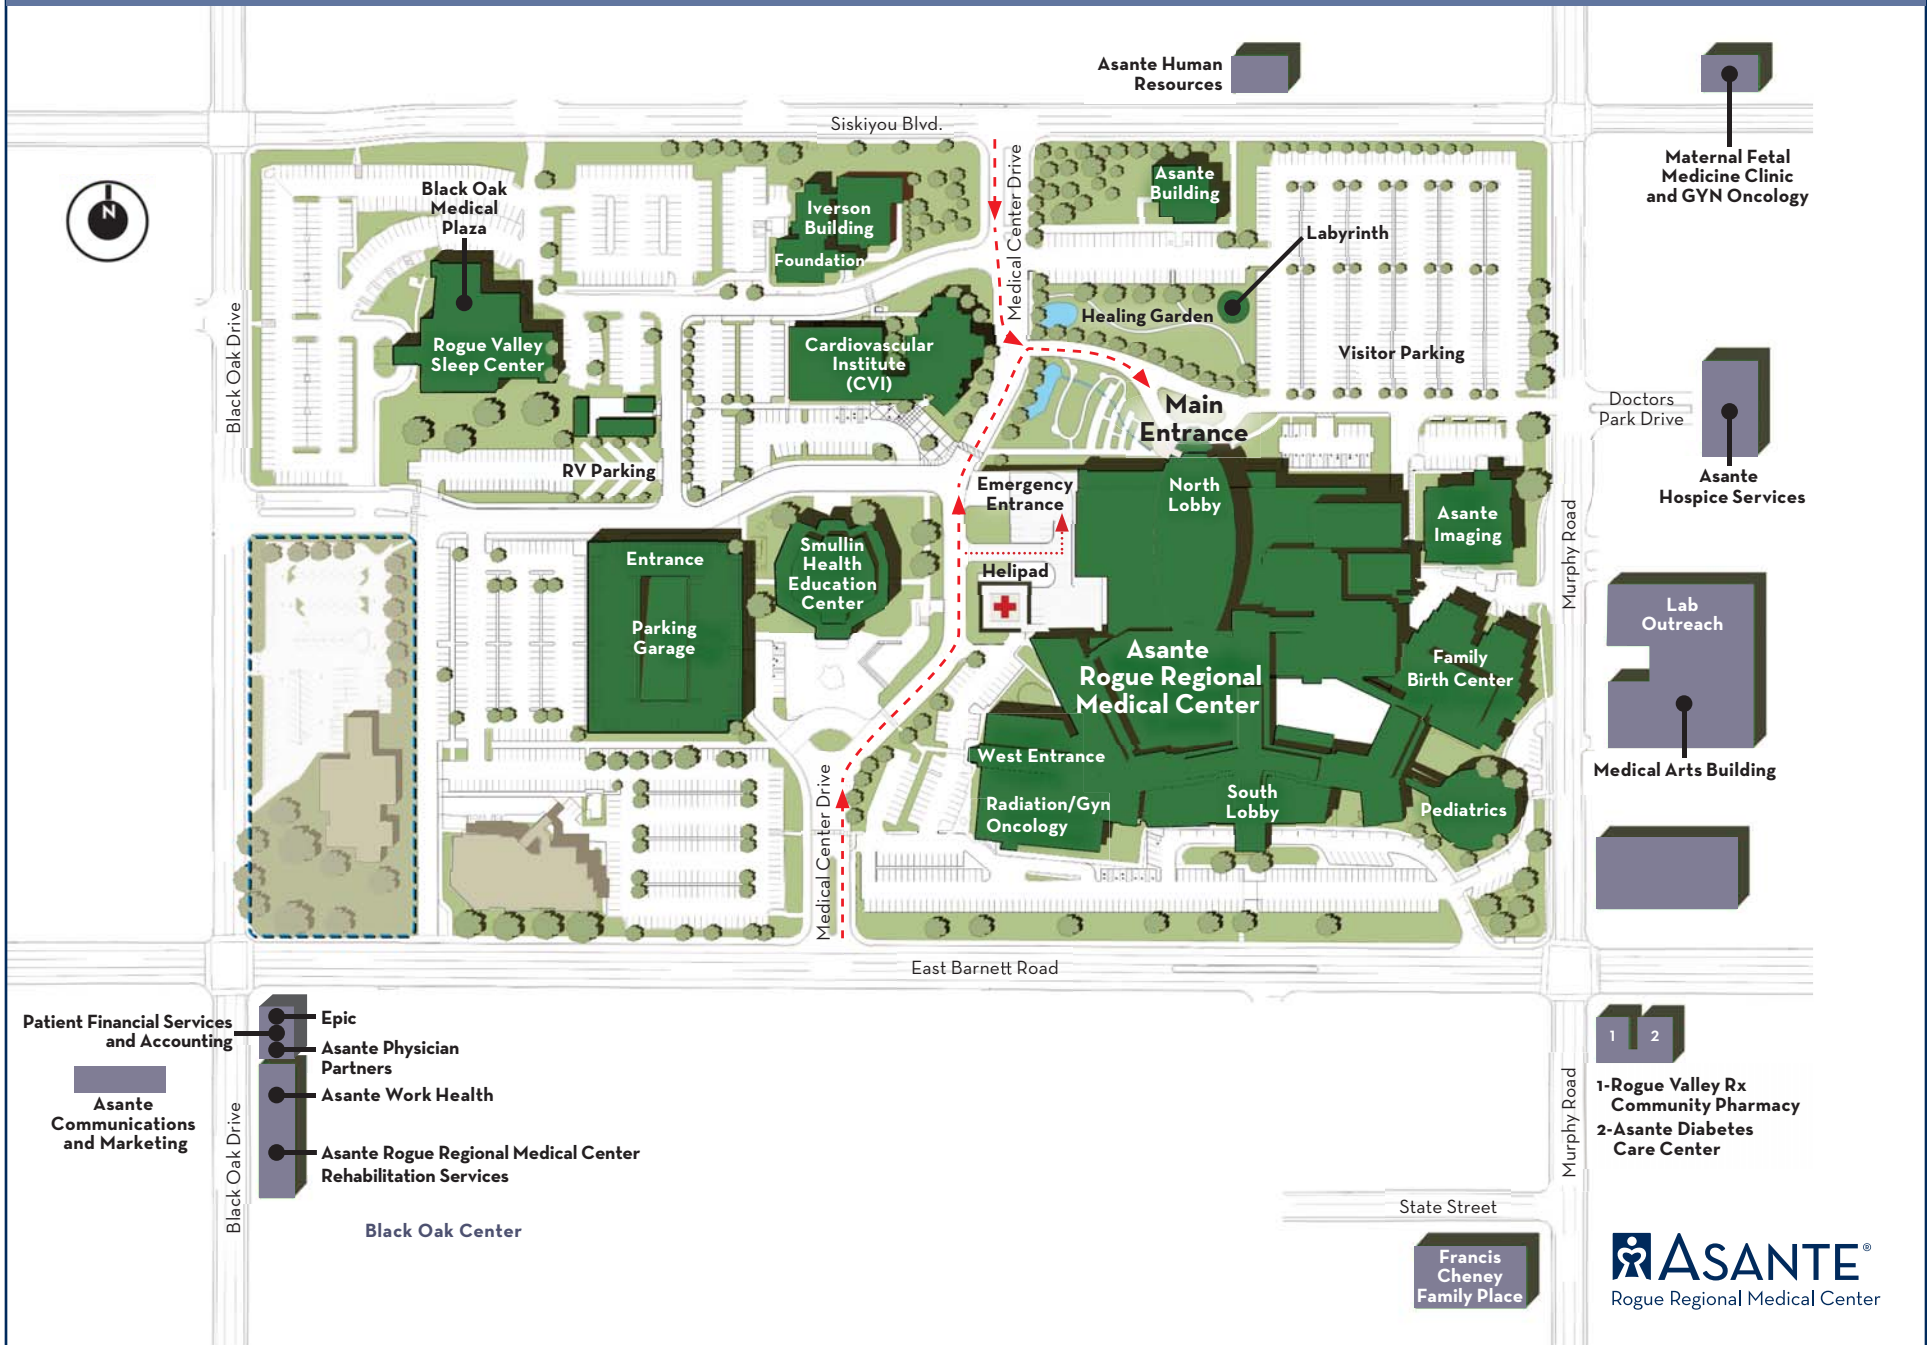 Asante Human
Resources
Siskiyou Blvd.
Maternal Fetal
Medicine Clinic
and GYN Oncology
N
Black Oak
Medical
Plaza
Iverson
Building
Foundation
Medical Center Drive
Asante
Building
Labyrinth
Healing Garden
Visitor Parking
Black Oak Drive
Rogue Valley
Sleep Center
Cardiovascular
Institute
(CVI)
Main
Entrance
Doctors
Park Drive
RV Parking
Emergency
Entrance
North
Lobby
Asante
Imaging
Asante
Hospice Services
Murphy Road
Entrance
Parking
Garage
Smullin
Health
Education
Center
Helipad
Lab
Outreach
Asante
Rogue Regional
Medical Center
Family
Birth Center
Medical Arts Building
West Entrance
Radiation/Gyn
Oncology
South
Lobby
Pediatrics
Medical Center Drive
East Barnett Road
Patient Financial Services
and Accounting
Epic
Asante Physician
Partners
Asante Work Health
Asante
Communications
and Marketing
Black Oak Drive
Asante Rogue Regional Medical Center
Rehabilitation Services
Black Oak Center
1
2
1-Rogue Valley Rx
Community Pharmacy
2-Asante Diabetes
Care Center
Murphy Road
State Street
Francis
Cheney
Family Place
ASANTE®
Rogue Regional Medical Center